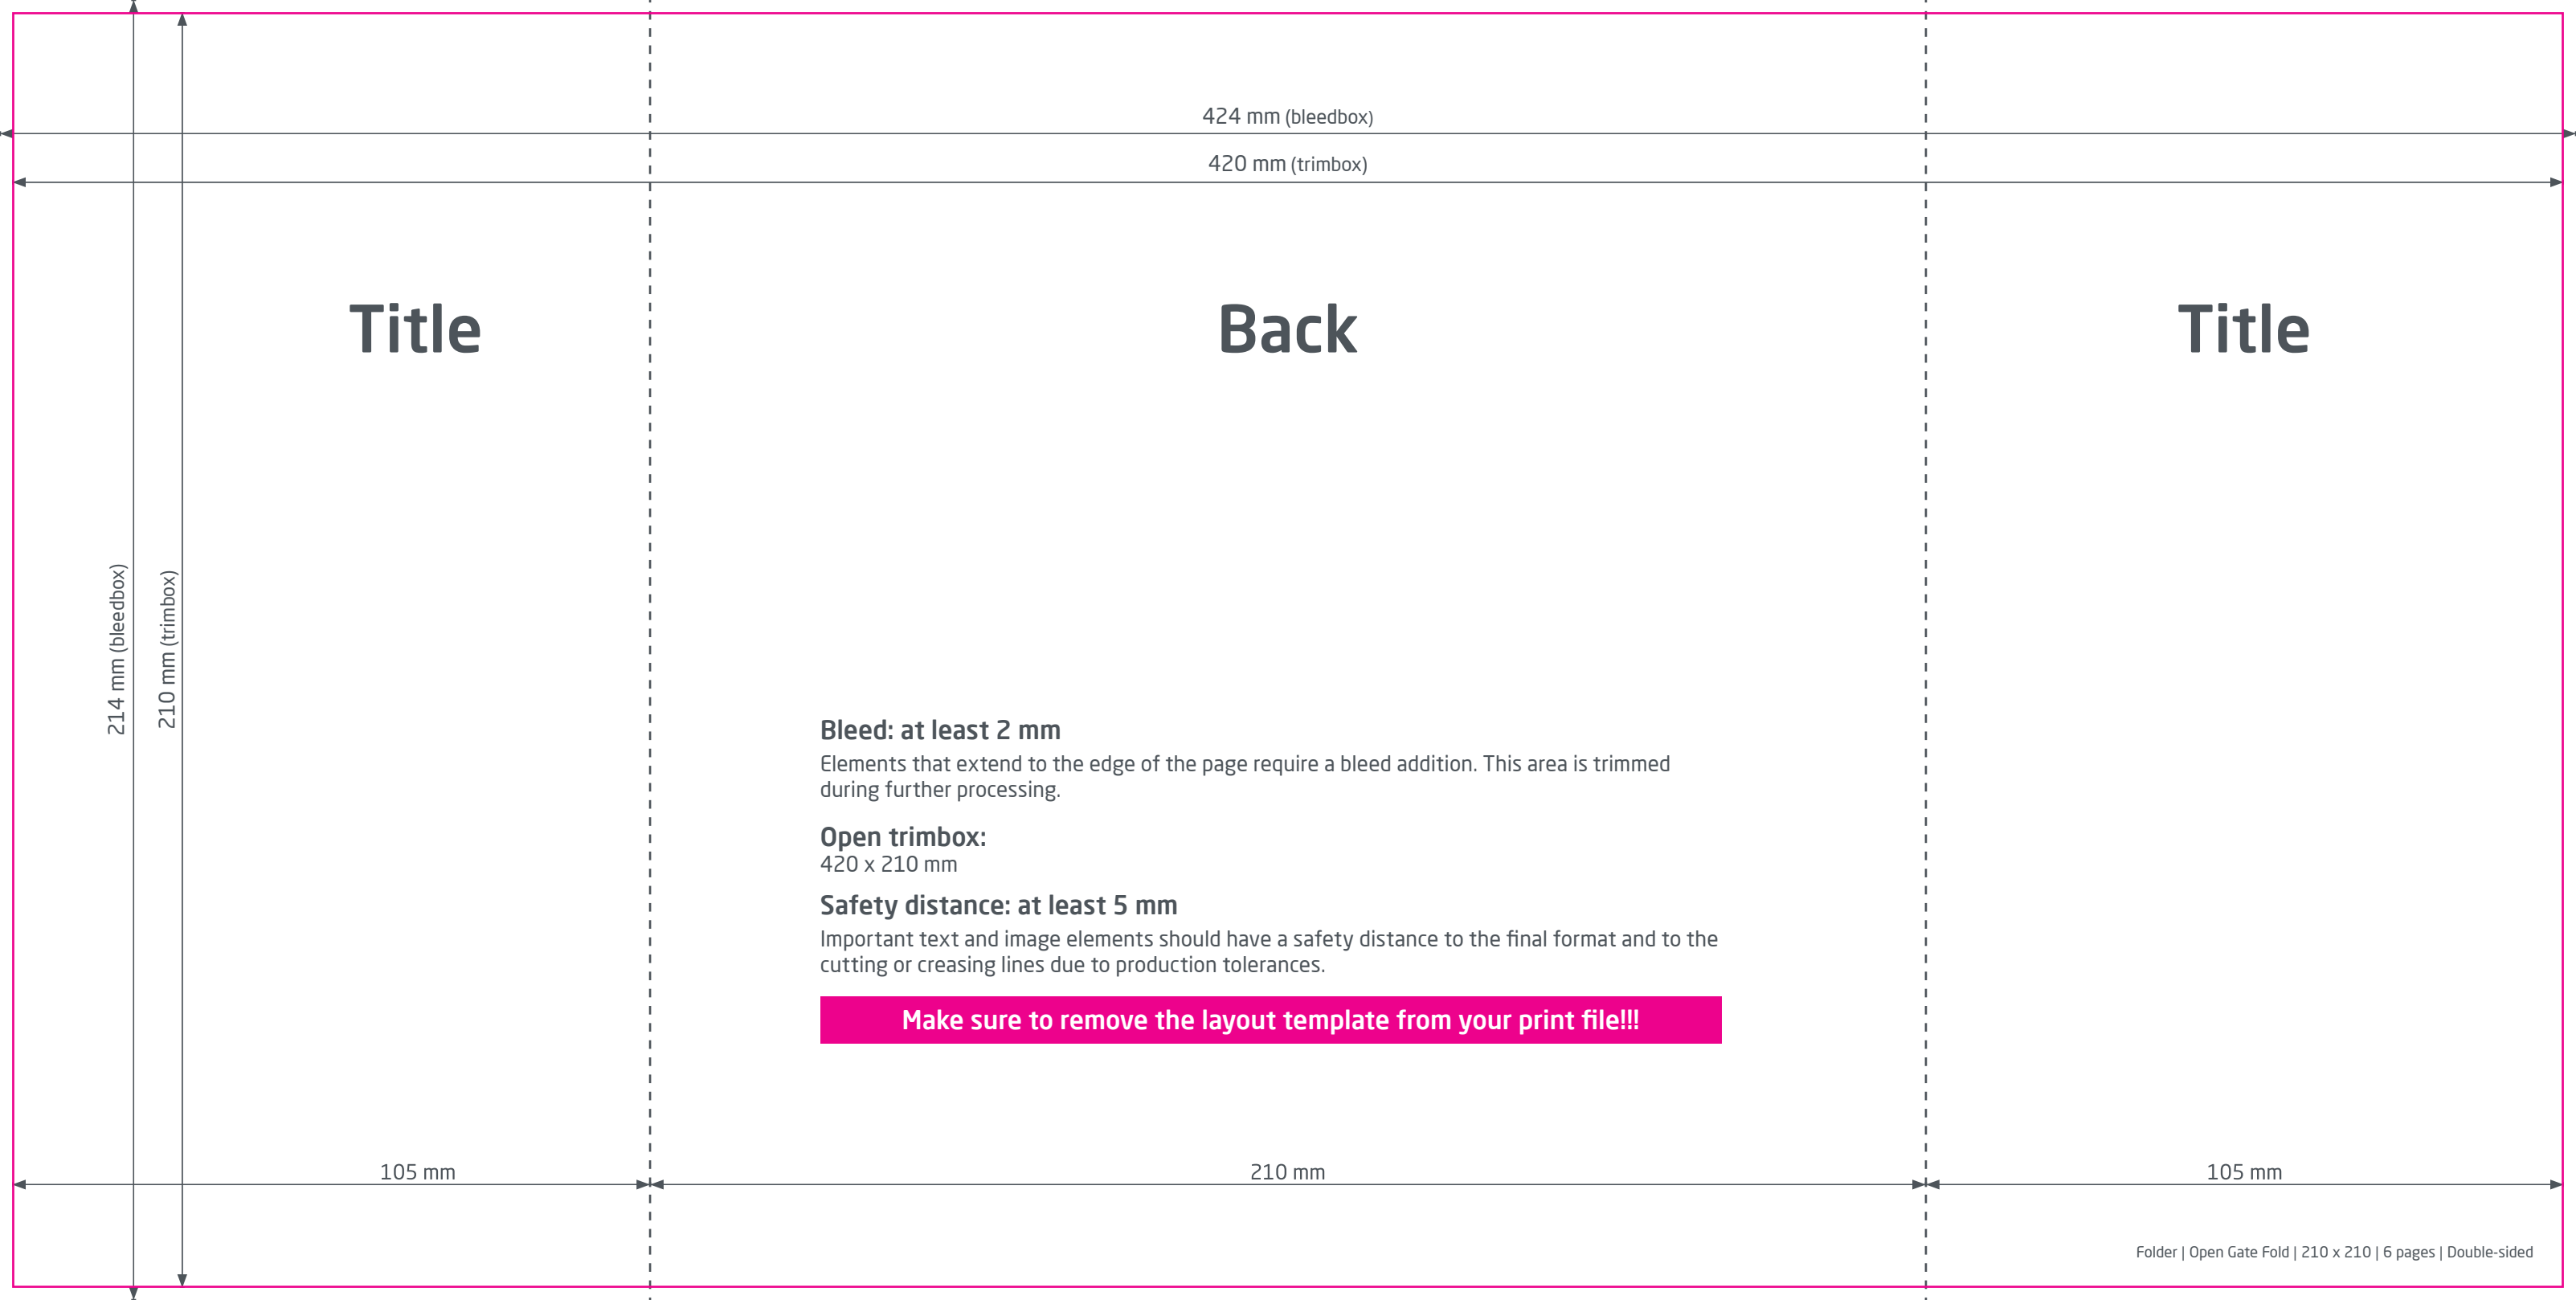 424 mm (bleedbox)
420 mm (trimbox)
Title
Back
Title
214 mm (bleedbox)
210 mm (trimbox)
Bleed: at least 2 mm
Elements that extend to the edge of the page require a bleed addition. This area is trimmed
during further processing.
Open trimbox:
420 x 210 mm
Safety distance: at least 5 mm
Important text and image elements should have a safety distance to the final format and to the
cutting or creasing lines due to production tolerances.
Make sure to remove the layout template from your print file!!!
105 mm
210 mm
105 mm
Folder | Open Gate Fold | 210 x 210 | 6 pages | Double-sided